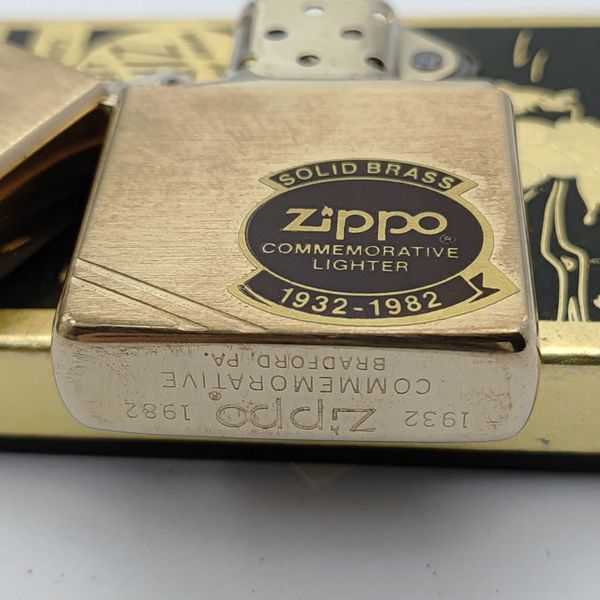 SOLID BRASS
Zippo ®
COMMEMORATIVE
LIGHTER
1932-1982
BRADFORD, PA.
COMMEMORATIVE
1932 Zippo ® 1982